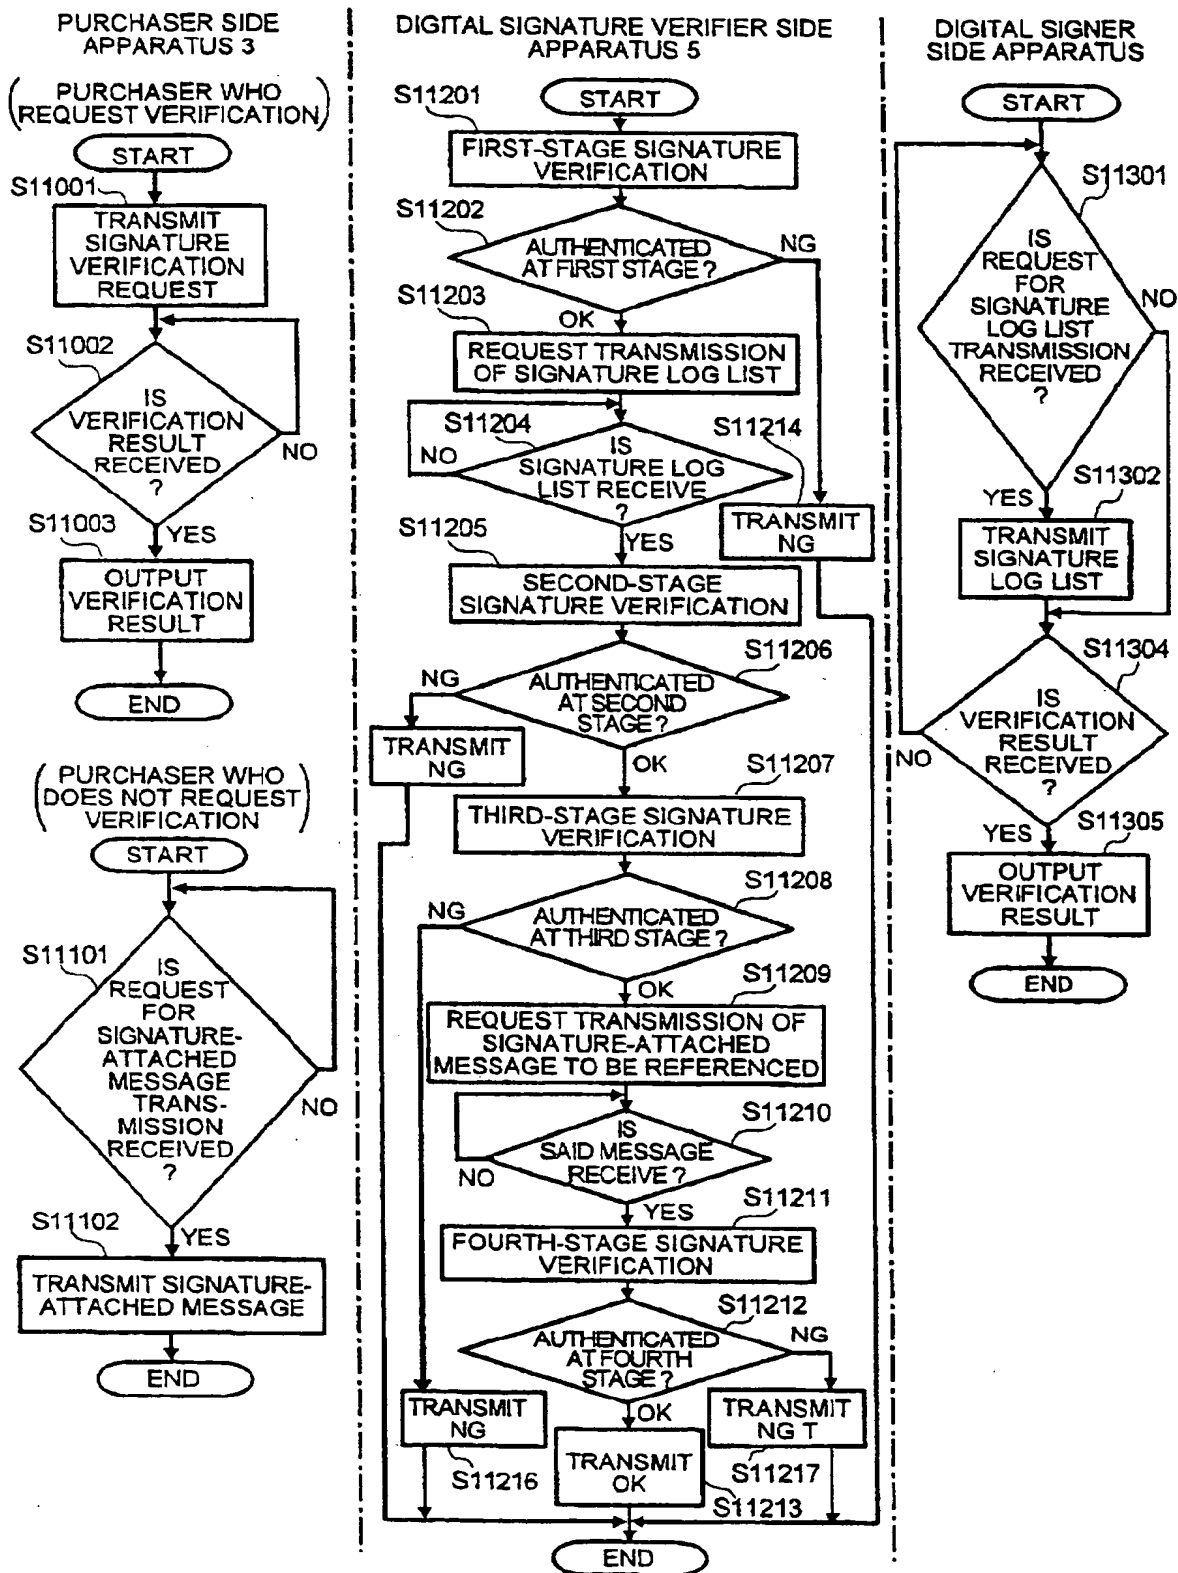 PURCHASER SIDE
APPARATUS 3
(PURCHASER WHO
REQUEST VERIFICATION)
START
S11001
TRANSMIT
SIGNATURE
VERIFICATION
REQUEST
S11002
IS
VERIFICATION
RESULT
RECEIVED
?
NO
S11003
YES
OUTPUT
VERIFICATION
RESULT
END
(PURCHASER WHO
DOES NOT REQUEST
VERIFICATION)
START
S11101
IS
REQUEST
FOR
SIGNATURE-
ATTACHED
MESSAGE
TRANS-
MISSION
RECEIVED
?
NO
S11102
YES
TRANSMIT SIGNATURE-
ATTACHED MESSAGE
END
DIGITAL SIGNATURE VERIFIER SIDE
APPARATUS 5
S11201
START
FIRST-STAGE SIGNATURE
VERIFICATION
S11202
AUTHENTICATED
AT FIRST STAGE?
NG
S11203
OK
REQUEST TRANSMISSION
OF SIGNATURE LOG LIST
S11204
IS
SIGNATURE LOG
LIST RECEIVE
?
NO
S11214
TRANSMIT
NG
S11205
YES
SECOND-STAGE
SIGNATURE VERIFICATION
S11206
NG
AUTHENTICATED
AT SECOND
STAGE?
TRANSMIT
NG
OK
S11207
THIRD-STAGE SIGNATURE
VERIFICATION
S11208
NG
AUTHENTICATED
AT THIRD STAGE?
S11209
OK
REQUEST TRANSMISSION OF
SIGNATURE-ATTACHED
MESSAGE TO BE REFERENCED
S11210
IS
SAID MESSAGE
RECEIVE?
NO
S11211
YES
FOURTH-STAGE SIGNATURE
VERIFICATION
S11212
AUTHENTICATED
AT FOURTH
STAGE?
NG
OK
TRANSMIT
NG
S11216
TRANSMIT
OK
S11213
TRANSMIT
NG T
S11217
END
DIGITAL SIGNER
SIDE APPARATUS
START
S11301
IS
REQUEST
FOR
SIGNATURE
LOG LIST
TRANSMISSION
RECEIVED
?
NO
YES
S11302
TRANSMIT
SIGNATURE
LOG LIST
S11304
IS
VERIFICATION
RESULT
RECEIVED
?
NO
YES
S11305
OUTPUT
VERIFICATION
RESULT
END